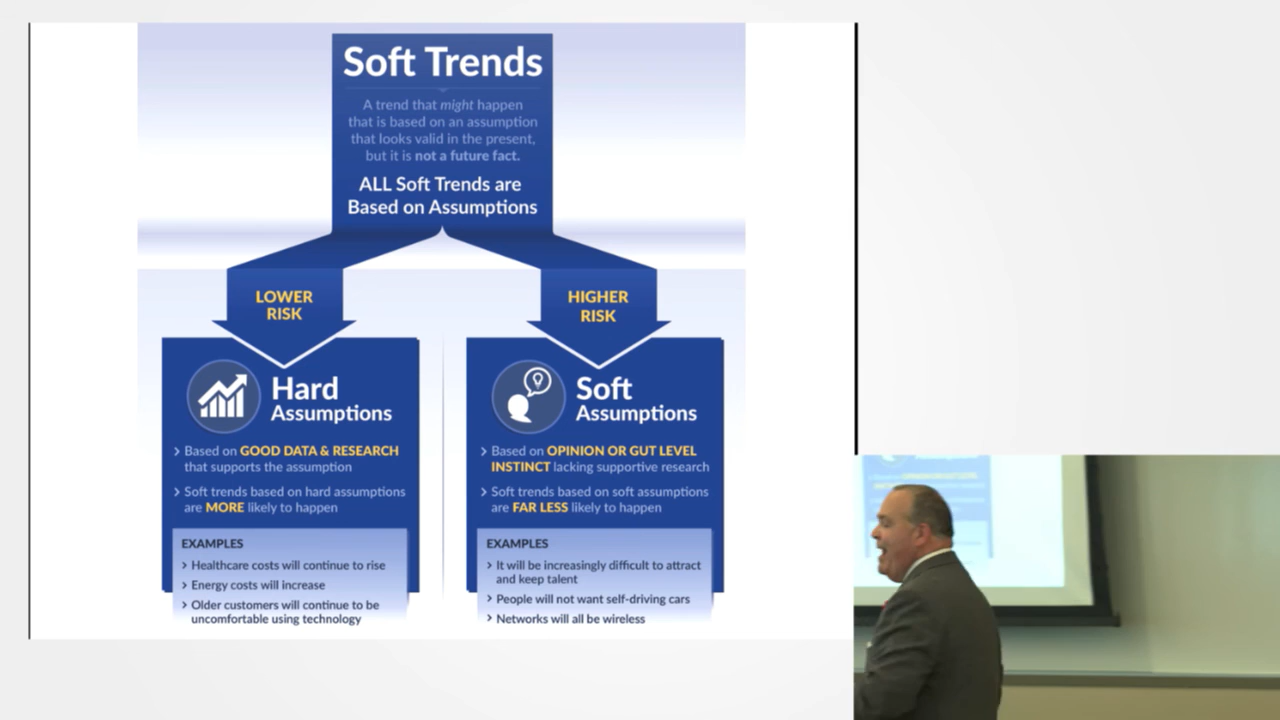 Soft Trends
A trend that might happen
that is based on an assumption
that looks valid in the present,
but it is not a future fact.
ALL Soft Trends are
Based on Assumptions
LOWER
RISK
HIGHER
RISK
Hard
Assumptions
› Based on GOOD DATA & RESEARCH
that supports the assumption
› Soft trends based on hard assumptions
are MORE likely to happen
EXAMPLES
› Healthcare costs will continue to rise
› Energy costs will increase
› Older customers will continue to be
uncomfortable using technology
Soft
Assumptions
› Based on OPINION OR GUT LEVEL
INSTINCT lacking supportive research
› Soft trends based on soft assumptions
are FAR LESS likely to happen
EXAMPLES
› It will be increasingly difficult to attract
and keep talent
› People will not want self-driving cars
› Networks will all be wireless